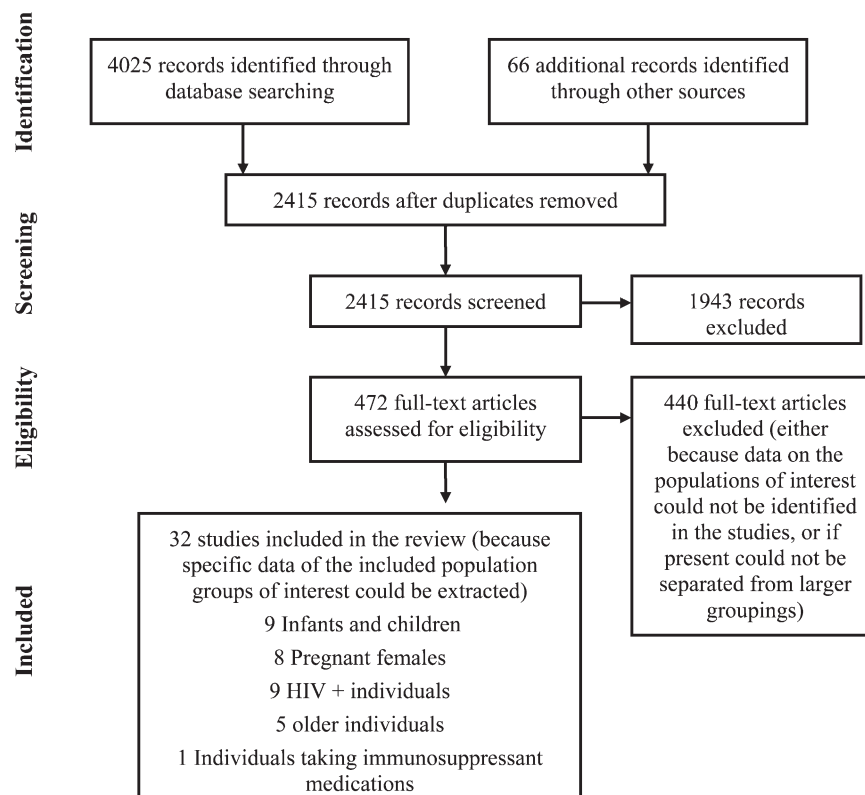 Identification
4025 records identified through
database searching
66 additional records identified
through other sources
2415 records after duplicates removed
Screening
2415 records screened
1943 records
excluded
Eligibility
472 full-text articles
assessed for eligibility
440 full-text articles
excluded (either
because data on the
populations of interest
could not be identified
in the studies, or if
present could not be
separated from larger
groupings)
Included
32 studies included in the review (because
specific data of the included population
groups of interest could be extracted)
9 Infants and children
8 Pregnant females
9 HIV + individuals
5 older individuals
1 Individuals taking immunosuppressant
medications